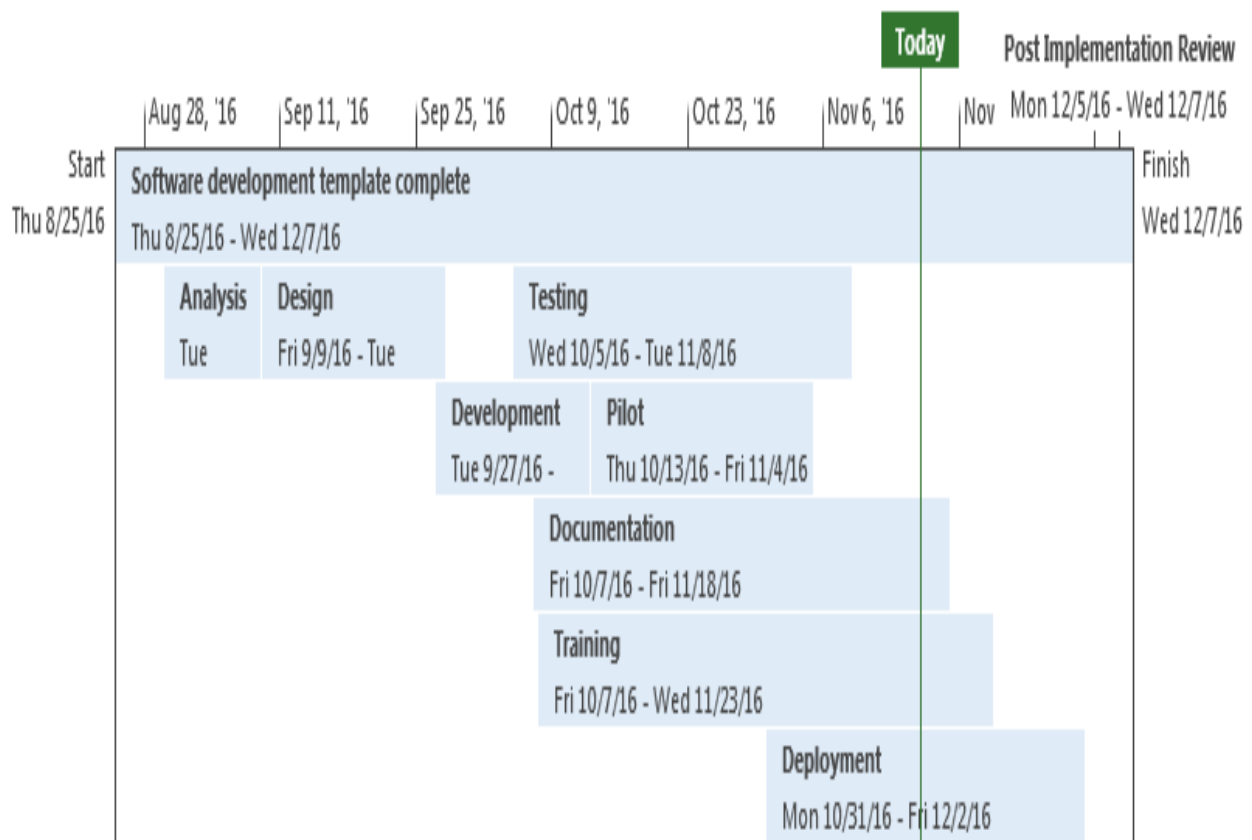 Today
Post Implementation Review
Mon 12/5/16 - Wed 12/7/16
Aug 28, '16
Sep 11, '16
Sep 25, '16
Oct 9, '16
Oct 23, '16
Nov 6, '16
Nov
Start
Thu 8/25/16
Finish
Wed 12/7/16
Software development template complete
Thu 8/25/16 - Wed 12/7/16
Analysis
Tue
Design
Fri 9/9/16 - Tue
Testing
Wed 10/5/16 - Tue 11/8/16
Development
Tue 9/27/16 -
Pilot
Thu 10/13/16 - Fri 11/4/16
Documentation
Fri 10/7/16 - Fri 11/18/16
Training
Fri 10/7/16 - Wed 11/23/16
Deployment
Mon 10/31/16 - Fri 12/2/16